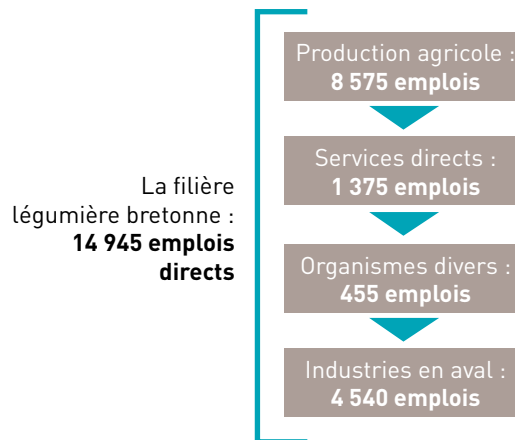 La filière
légumière bretonne :
14 945 emplois
directs
Production agricole :
8 575 emplois
Services directs :
1 375 emplois
Organismes divers :
455 emplois
Industries en aval :
4 540 emplois